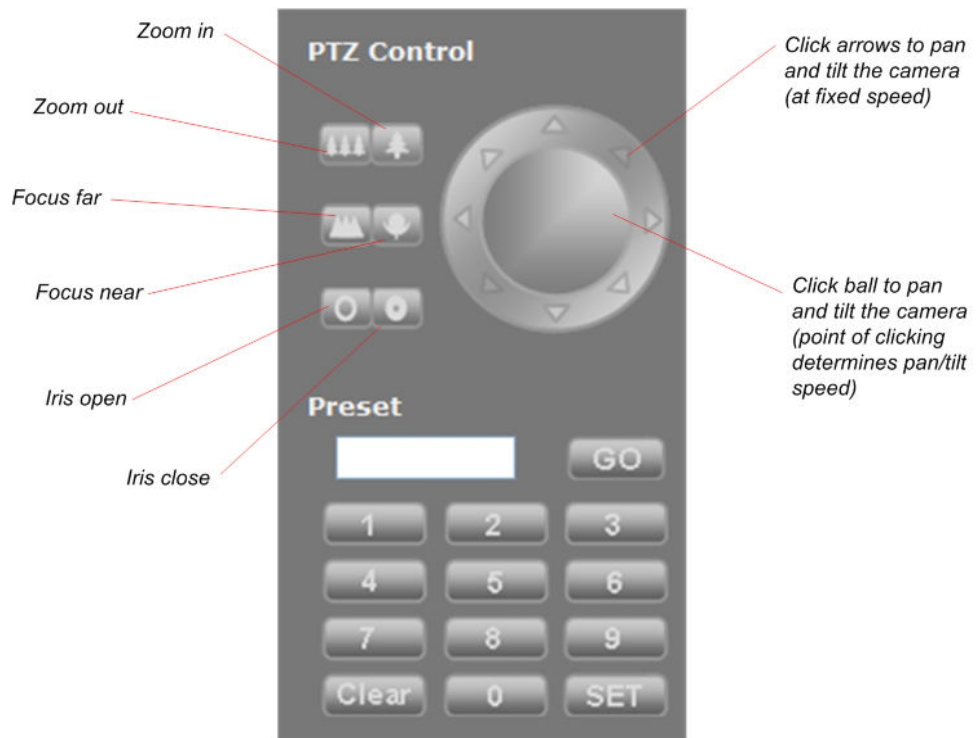 Zoom in
Zoom out
Focus far
Focus near
Iris open
Iris close
PTZ Control
Click arrows to pan
and tilt the camera
(at fixed speed)
Click ball to pan
and tilt the camera
(point of clicking
determines pan/tilt
speed)
Preset
GO
1 2 3
4 5 6
7 8 9
Clear 0 SET